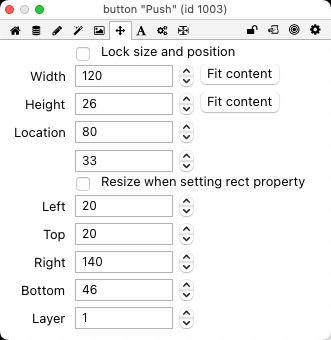 button "Push" (id 1003)
A
Lock size and position
Width 120 Fit content
Height 26 Fit content
Location 80
33
Resize when setting rect property
Left 20
Top 20
Right 140
Bottom 46
Layer 1